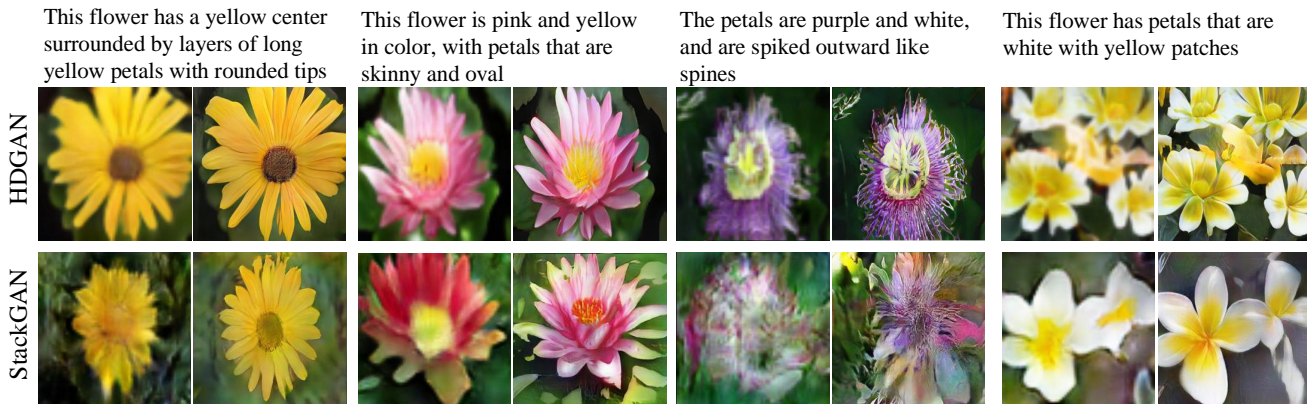 This flower has a yellow center
surrounded by layers of long
yellow petals with rounded tips
This flower is pink and yellow
in color, with petals that are
skinny and oval
The petals are purple and white,
and are spiked outward like
spines
This flower has petals that are
white with yellow patches
HDGAN
StackGAN